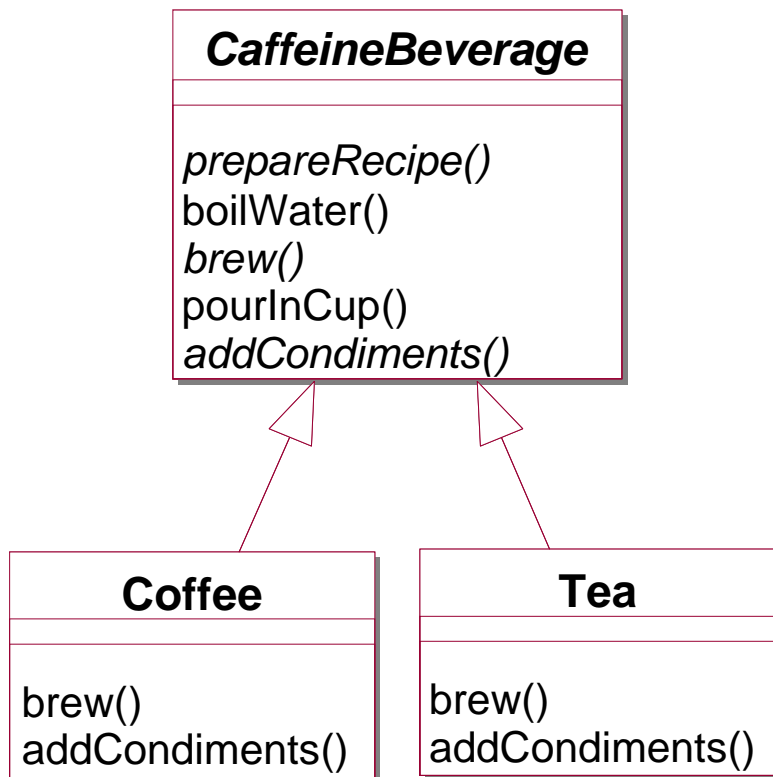 CaffeineBeverage
prepareRecipe()
boilWater()
brew()
pourInCup()
addCondiments()
Coffee
brew()
addCondiments()
Tea
brew()
addCondiments()